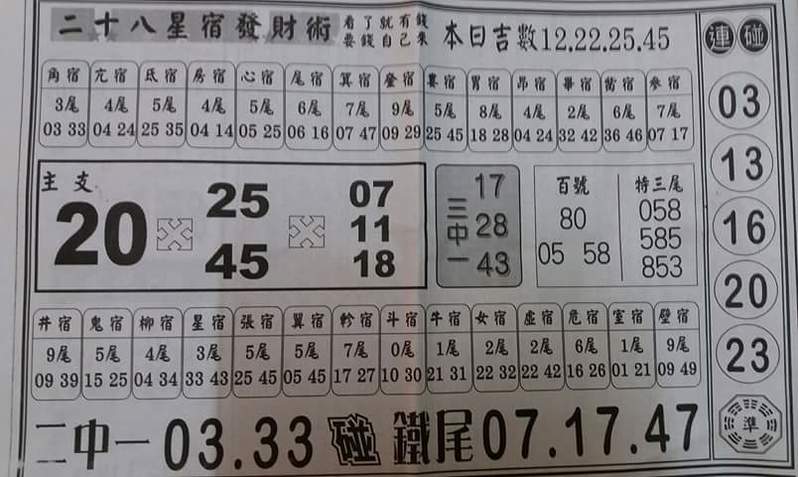 二十八星宿發財術 看了就有錢 要錢自己來 本日吉數12.22.25.45
連碰
角宿 亢宿 氐宿 房宿 心宿 尾宿 箕宿 奎宿 婁宿 胃宿 昴宿 畢宿 觜宿 參宿
3尾 4尾 5尾 4尾 5尾 6尾 7尾 9尾 5尾 8尾 4尾 2尾 6尾 7尾
03 33 04 24 25 35 04 14 05 25 06 16 07 47 09 29 25 45 18 28 04 24 32 42 36 46 07 17
主支
20
25
45
07
11
18
三中一
17
28
43
百號
80
05 58
特三尾
058
585
853
井宿 鬼宿 柳宿 星宿 張宿 翼宿 軫宿 斗宿 牛宿 女宿 虛宿 危宿 室宿 壁宿
9尾 5尾 4尾 3尾 5尾 5尾 7尾 0尾 1尾 2尾 2尾 6尾 1尾 9尾
09 39 15 25 04 34 33 43 25 45 05 45 17 27 10 30 21 31 22 32 22 42 16 26 01 21 09 49
二中一 03.33 碰 鐵尾 07.17.47
03
13
16
20
23
準